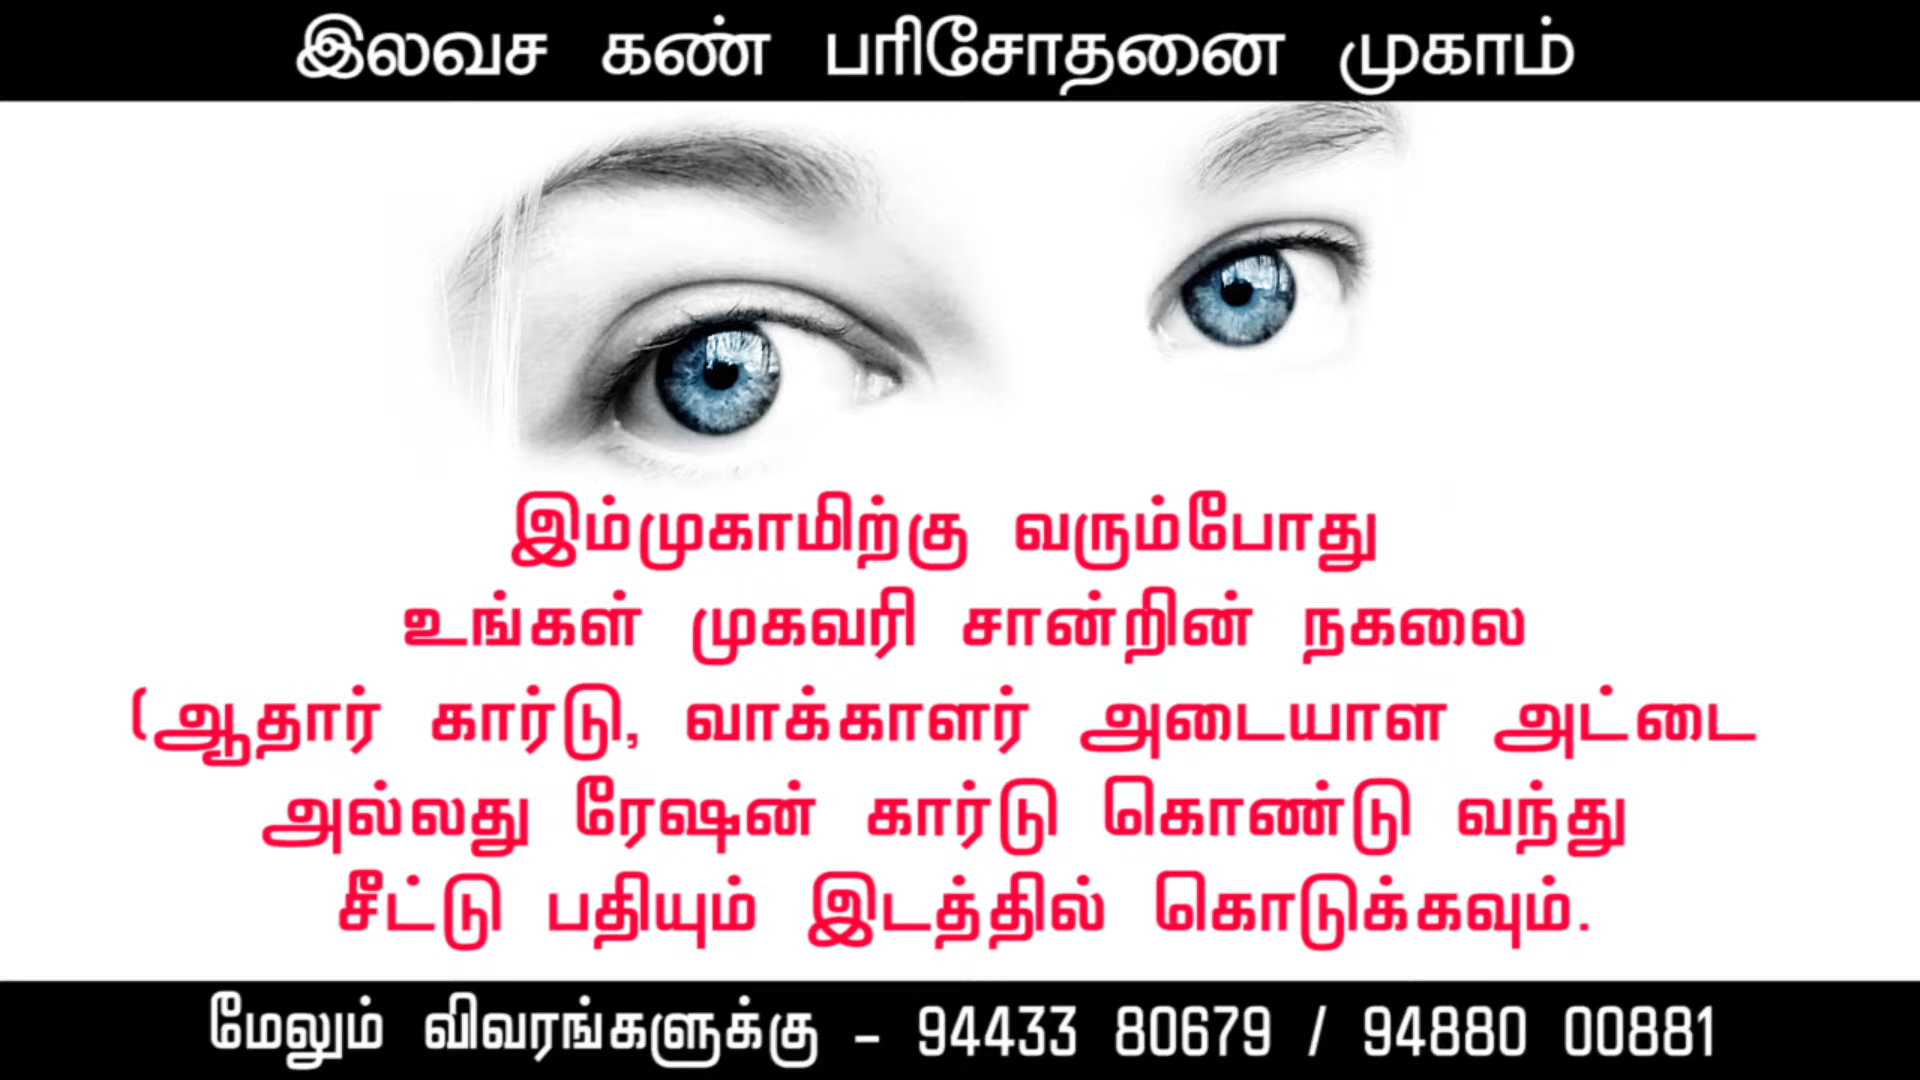 இலவச கண் பரிசோதனை முகாம்
இம்முகாமிற்கு வரும்போது
உங்கள் முகவரி சான்றின் நகலை
(ஆதார் கார்டு, வாக்காளர் அடையாள அட்டை
அல்லது ரேஷன் கார்டு கொண்டு வந்து
சீட்டு பதியும் இடத்தில் கொடுக்கவும்.
மேலும் விவரங்களுக்கு - 94433 80679 / 94880 00881